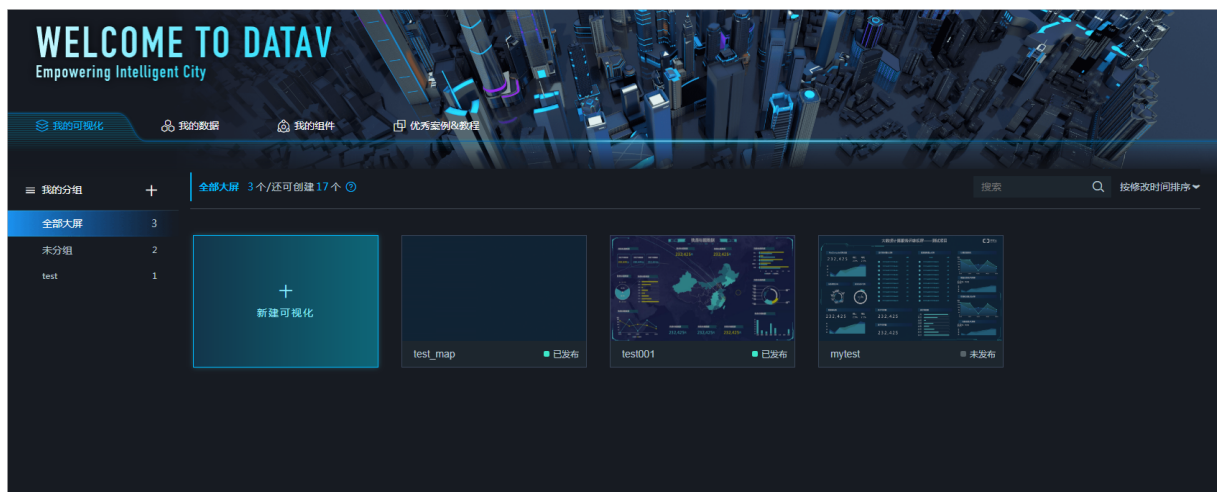 WELCOME TO DATAV
Empowering Intelligent City
我的可视化 我的数据 我的组件 优秀案例&教程
我的分组 全部大屏 3个/还可创建17个 搜索 按修改时间排序
全部大屏 3
未分组 2
test 1
新建可视化
test_map 已发布
test001 已发布
mytest 未发布